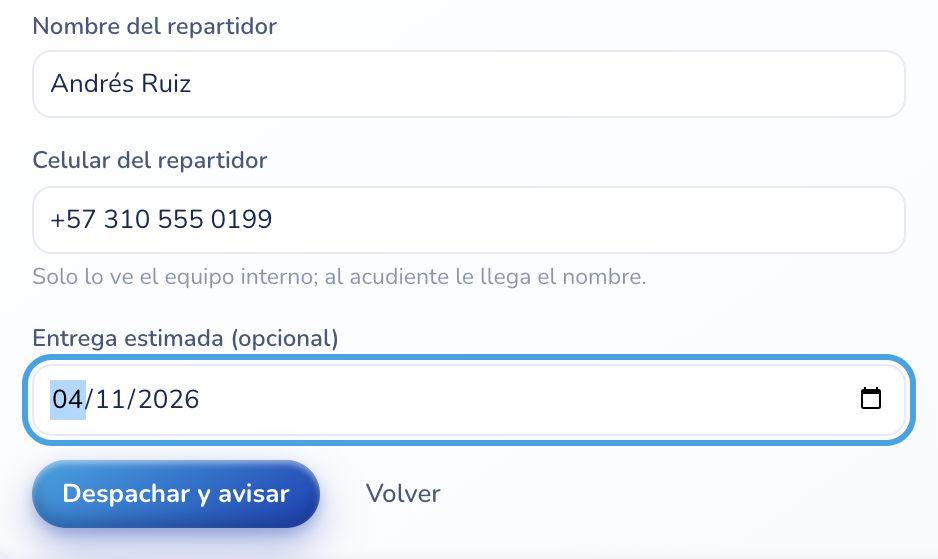 Nombre del repartidor
Andrés Ruiz
Celular del repartidor
+57 310 555 0199
Solo lo ve el equipo interno; al acudiente le llega el nombre.
Entrega estimada (opcional)
04/11/2026
Despachar y avisar
Volver